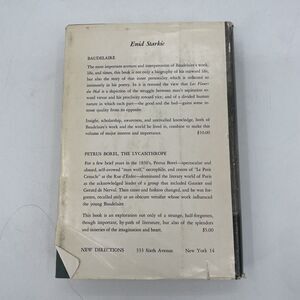 Enid Starkie
BAUDELAIRE
The most important account and interpretation of Baudelaire's work,
life, and times, this book is not only a biography of his outward life,
but also the story of that inner personality which is reflected so
intensely in his poetry. In it is reversed the view that Les Fleurs
du Mal is a depiction of the struggle between man's aspiration to-
ward virtue and his proclivity toward vice; and of a divided human
nature in which each part—the good and the bad—gains some in-
most quality from its opposite.
Insight, scholarship, awareness, and unrivalled knowledge, both of
Baudelaire's work and the world he lived in, combine to make this
volume of major interest and importance. $10.00
PETRUS BOREL, THE LYCANTHROPE
For a few brief years in the 1830's, Petrus Borel—spectacular and
absurd, self-crowned "man wolf," necrophile, and center of "Le Petit
Cénacle" at the Rue d'Enfer—dominated the literary world of Paris
as the acknowledged leader of a group that included Gautier and
Gerard de Nerval. Then taste and fashion changed, and he was for-
gotten, recalled only as an obscure versifier whose work influenced
the young Baudelaire.
This book is an exploration not only of a strange, half-forgotten,
though important, by-path of literature, but also of the splendors
and miseries of the imagination and heart. $5.00
NEW DIRECTIONS 333 Sixth Avenue New York 14